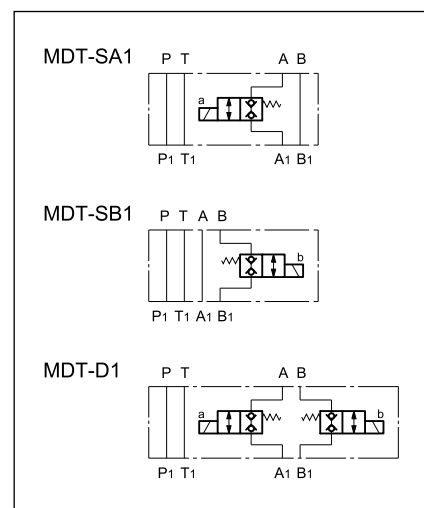 MDT-SA1
P T A B
a
P1 T1 A1 B1
MDT-SB1
P T A B
b
P1 T1 A1 B1
MDT-D1
P T A B
a b
P1 T1 A1 B1